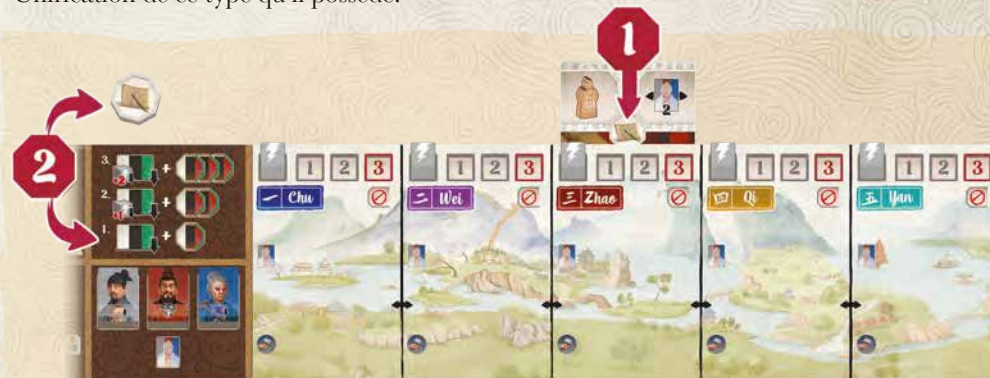 Unification de ce type qu'il possède.
1
2
2
3.
2.
1.
1 2 3
1 2 3
1 2 3
1 2 3
1 2 3
一 Chu
二 Wei
三 Zhao
四 Qi
五 Yan